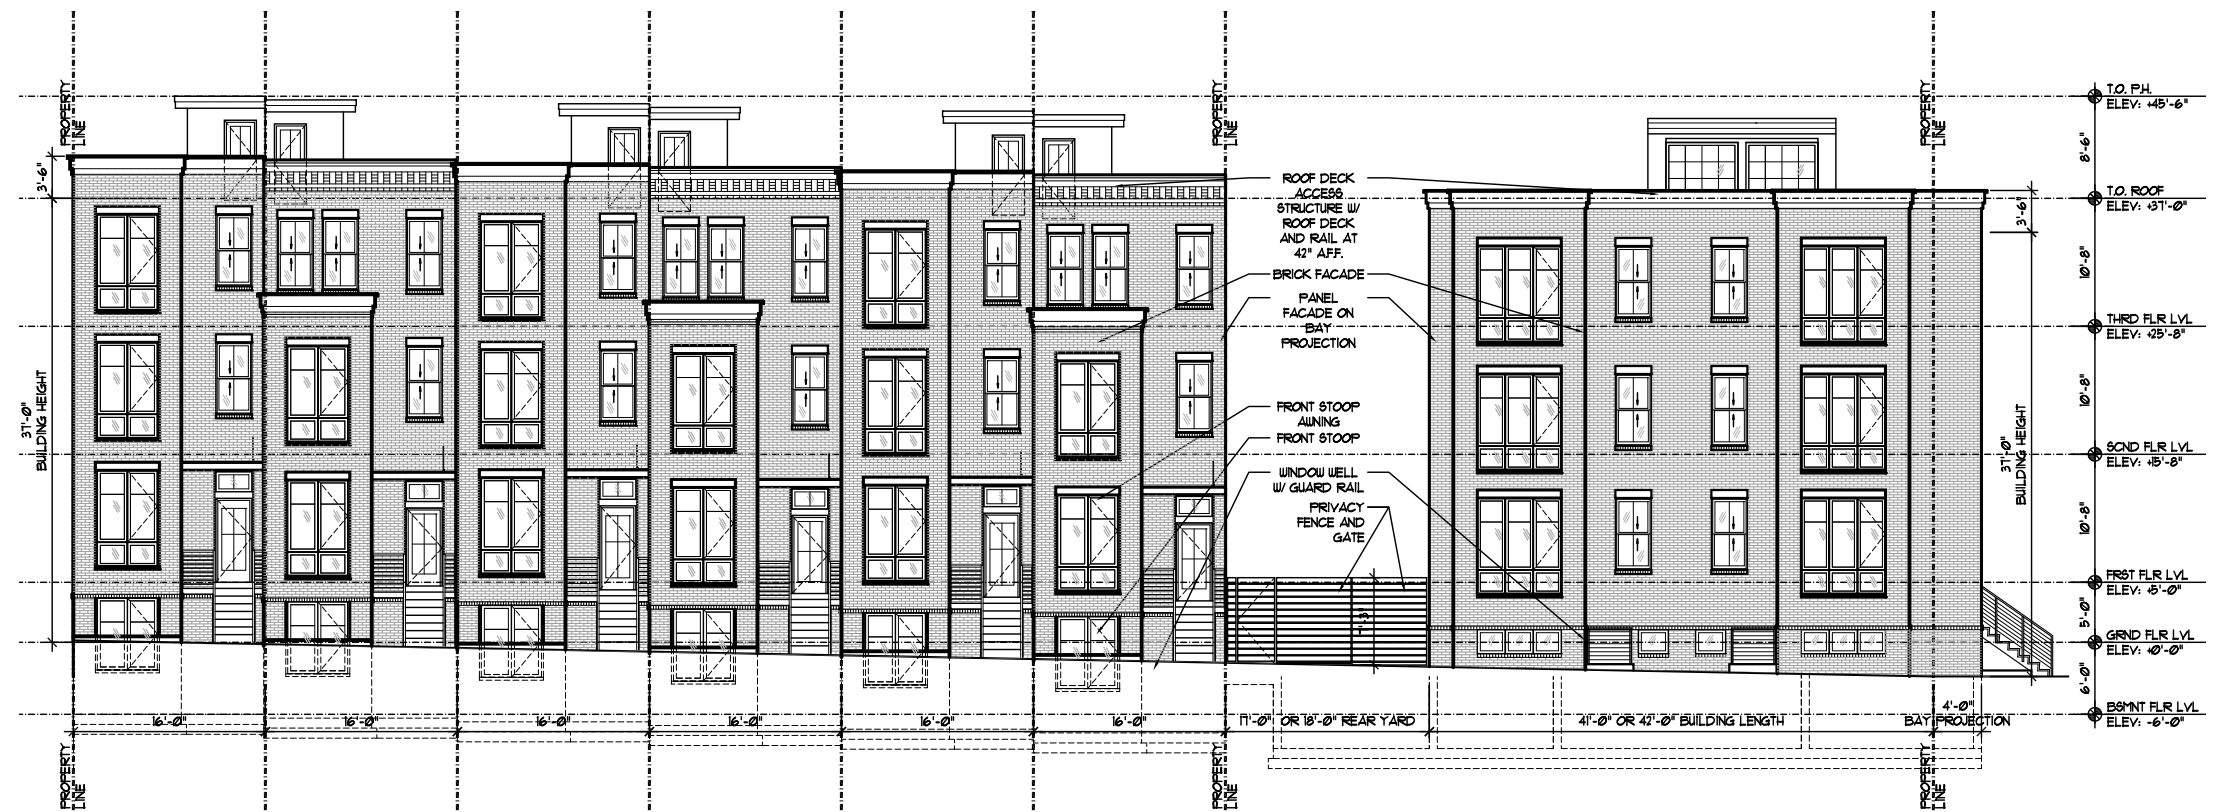 PROPERTY
LINE
PROPERTY
LINE
PROPERTY
LINE
T.O. P.H.
ELEV: +45'-6"
8'-6"
3'-6"
ROOF DECK
ACCESS
STRUCTURE W/
ROOF DECK
AND RAIL AT
42" A.F.F.
T.O. ROOF
ELEV: +37'-0"
3'-6"
BRICK FACADE
10'-8"
PANEL
FACADE ON
BAY
PROJECTION
THRD FLR LVL
ELEV: +25'-8"
37'-0"
BUILDING HEIGHT
10'-8"
FRONT STOOP
AWNING
FRONT STOOP
SCND FLR LVL
ELEV: +15'-8"
37'-0"
BUILDING HEIGHT
WINDOW WELL
W/ GUARD RAIL
PRIVACY
FENCE AND
GATE
10'-8"
FRST FLR LVL
ELEV: +5'-0"
5'-0"
GRND FLR LVL
ELEV: +0'-0"
6'-0"
16'-0"
16'-0"
16'-0"
16'-0"
16'-0"
16'-0"
17'-0" OR 18'-0" REAR YARD
41'-0" OR 42'-0" BUILDING LENGTH
4'-0"
BAY PROJECTION
BSMNT FLR LVL
ELEV: -6'-0"
PROPERTY
LINE
PROPERTY
LINE
PROPERTY
LINE